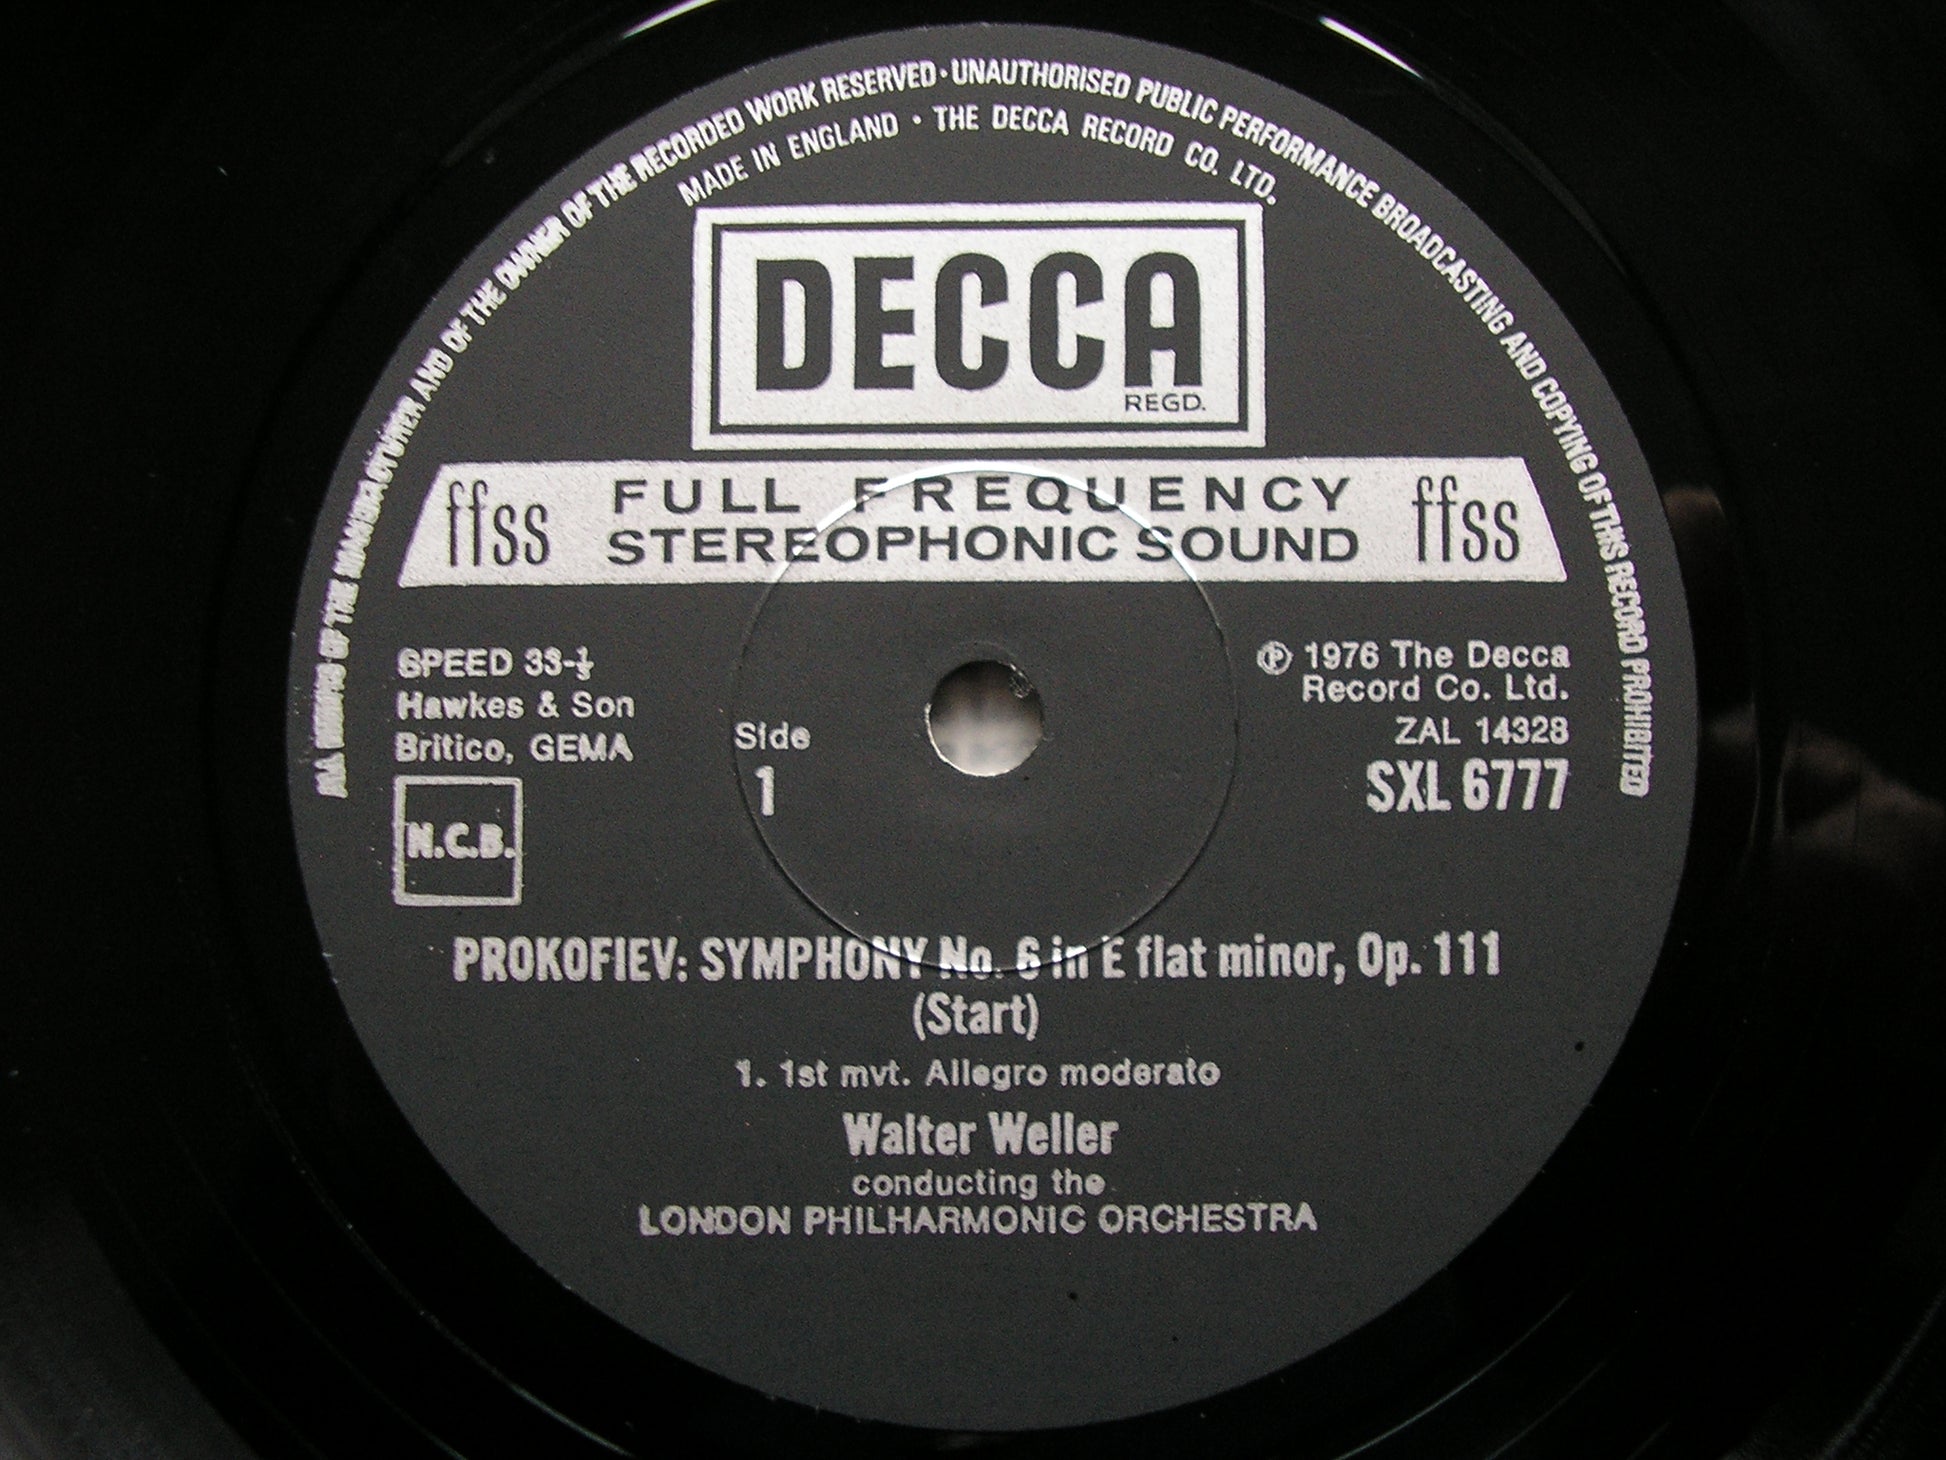 ALL RIGHTS OF THE MANUFACTURER AND OF THE OWNER OF THE RECORDED WORK RESERVED · UNAUTHORISED PUBLIC PERFORMANCE BROADCASTING AND COPYING OF THIS RECORD PROHIBITED
MADE IN ENGLAND · THE DECCA RECORD CO. LTD.
DECCA
REGD.
ffss FULL FREQUENCY STEREOPHONIC SOUND ffss
SPEED 33-⅓
Hawkes & Son
Britico, GEMA
N.C.B.
Side
1
℗ 1976 The Decca
Record Co. Ltd.
ZAL 14328
SXL 6777
PROKOFIEV: SYMPHONY No. 6 in E flat minor, Op. 111
(Start)
1. 1st mvt. Allegro moderato
Walter Weller
conducting the
LONDON PHILHARMONIC ORCHESTRA